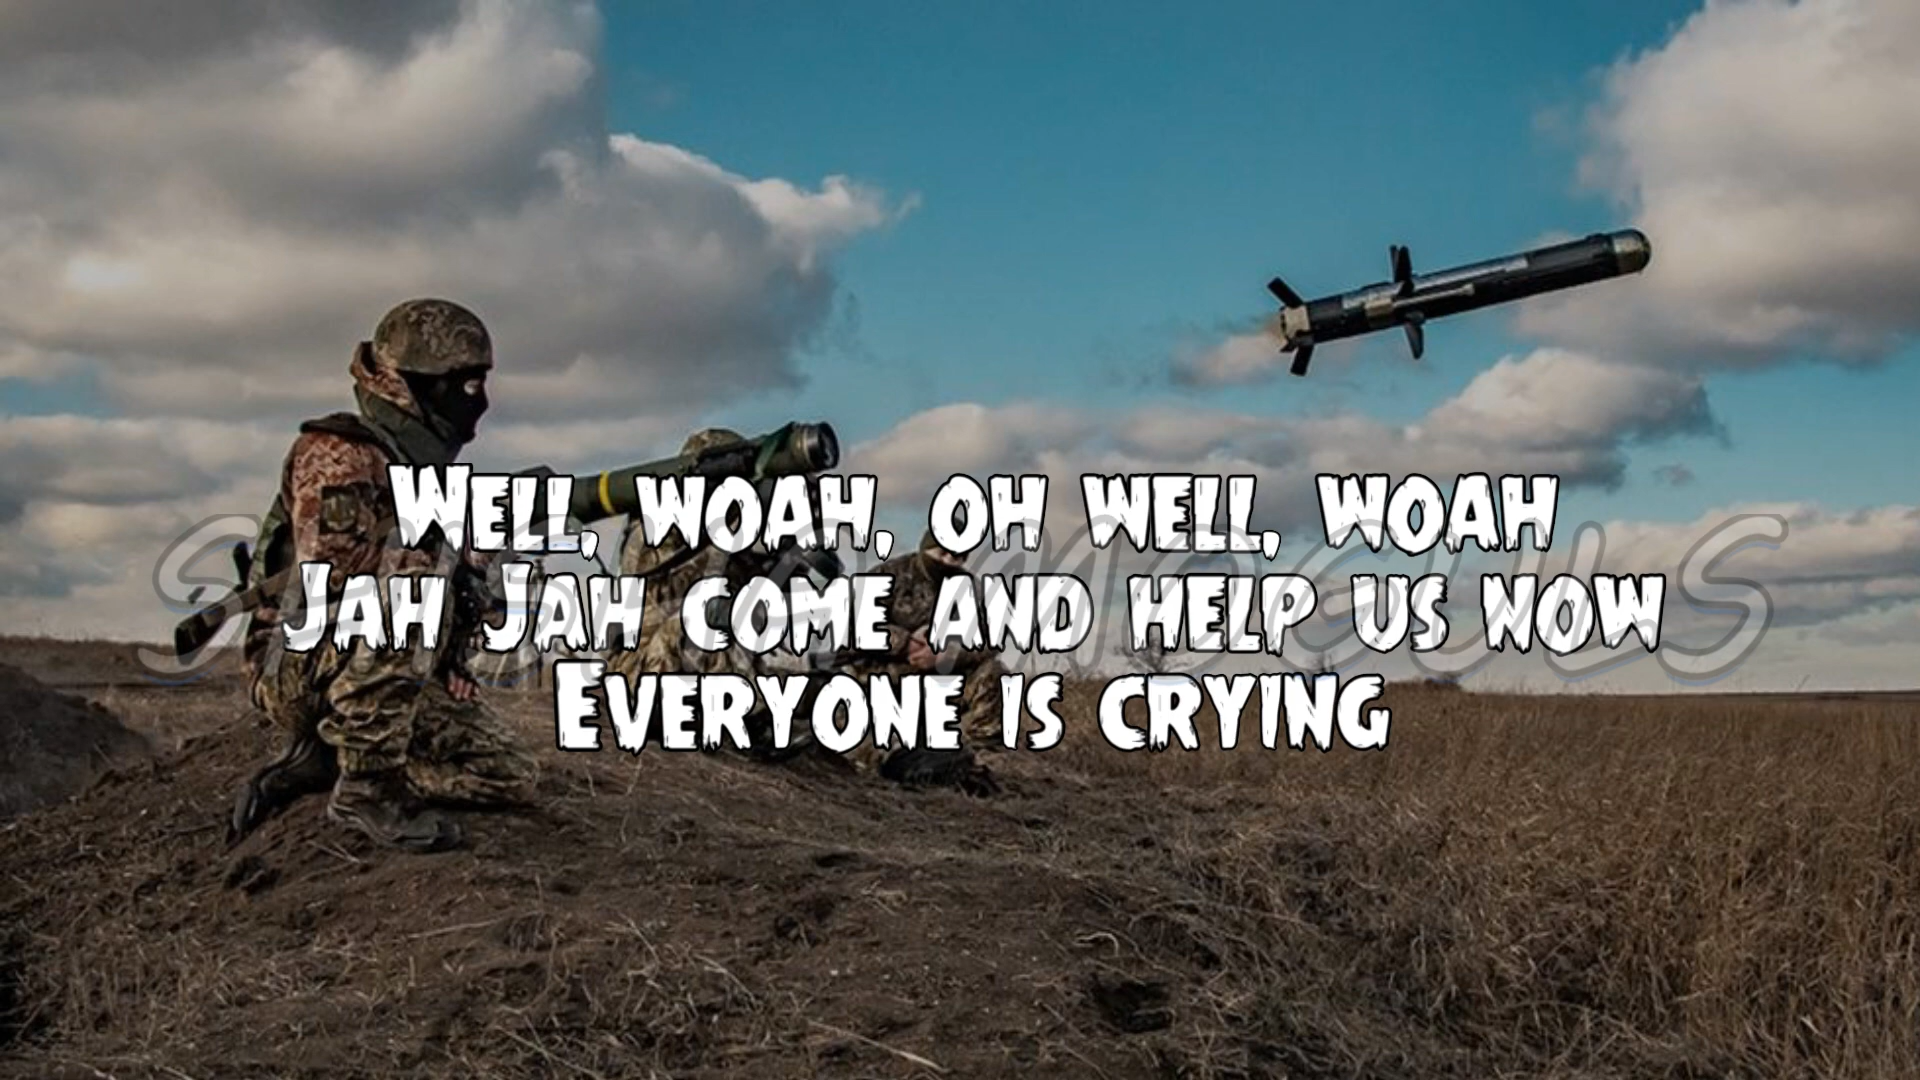 Well, woah, oh well, woah
Jah Jah come and help us now
Everyone is crying